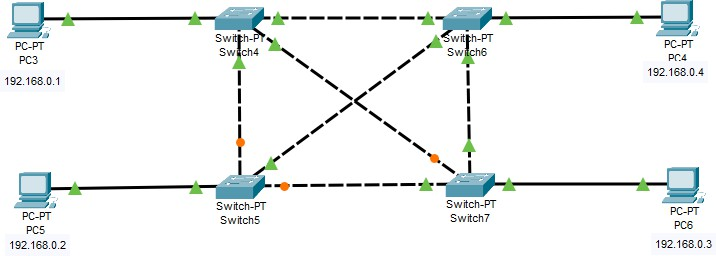 PC-PT
PC3
192.168.0.1
Switch-PT
Switch4
Switch-PT
Switch6
PC-PT
PC4
192.168.0.4
PC-PT
PC5
192.168.0.2
Switch-PT
Switch5
Switch-PT
Switch7
PC-PT
PC6
192.168.0.3